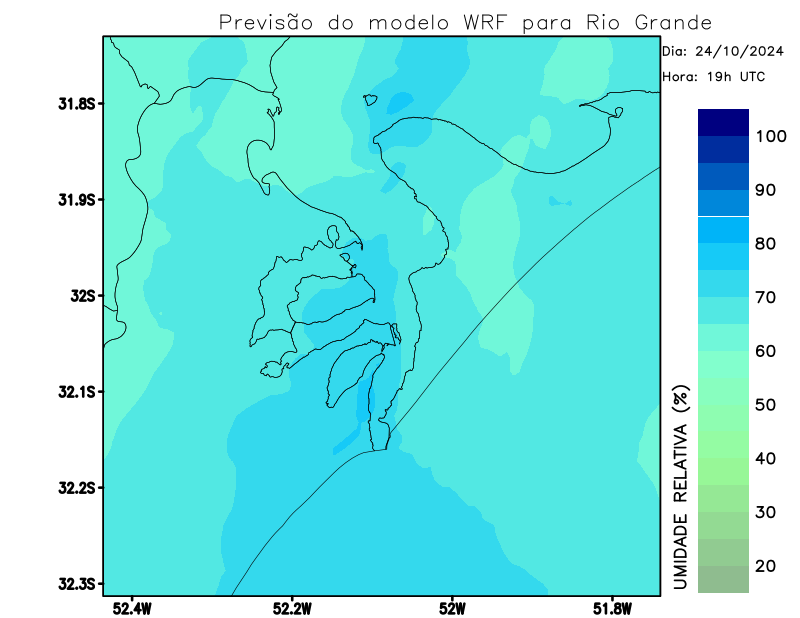 Previsão do modelo WRF para Rio Grande
Dia: 24/10/2024
Hora: 19h UTC
31.8S
31.9S
32S
32.1S
32.2S
32.3S
52.4W
52.2W
52W
51.8W
UMIDADE RELATIVA (%)
100
90
80
70
60
50
40
30
20